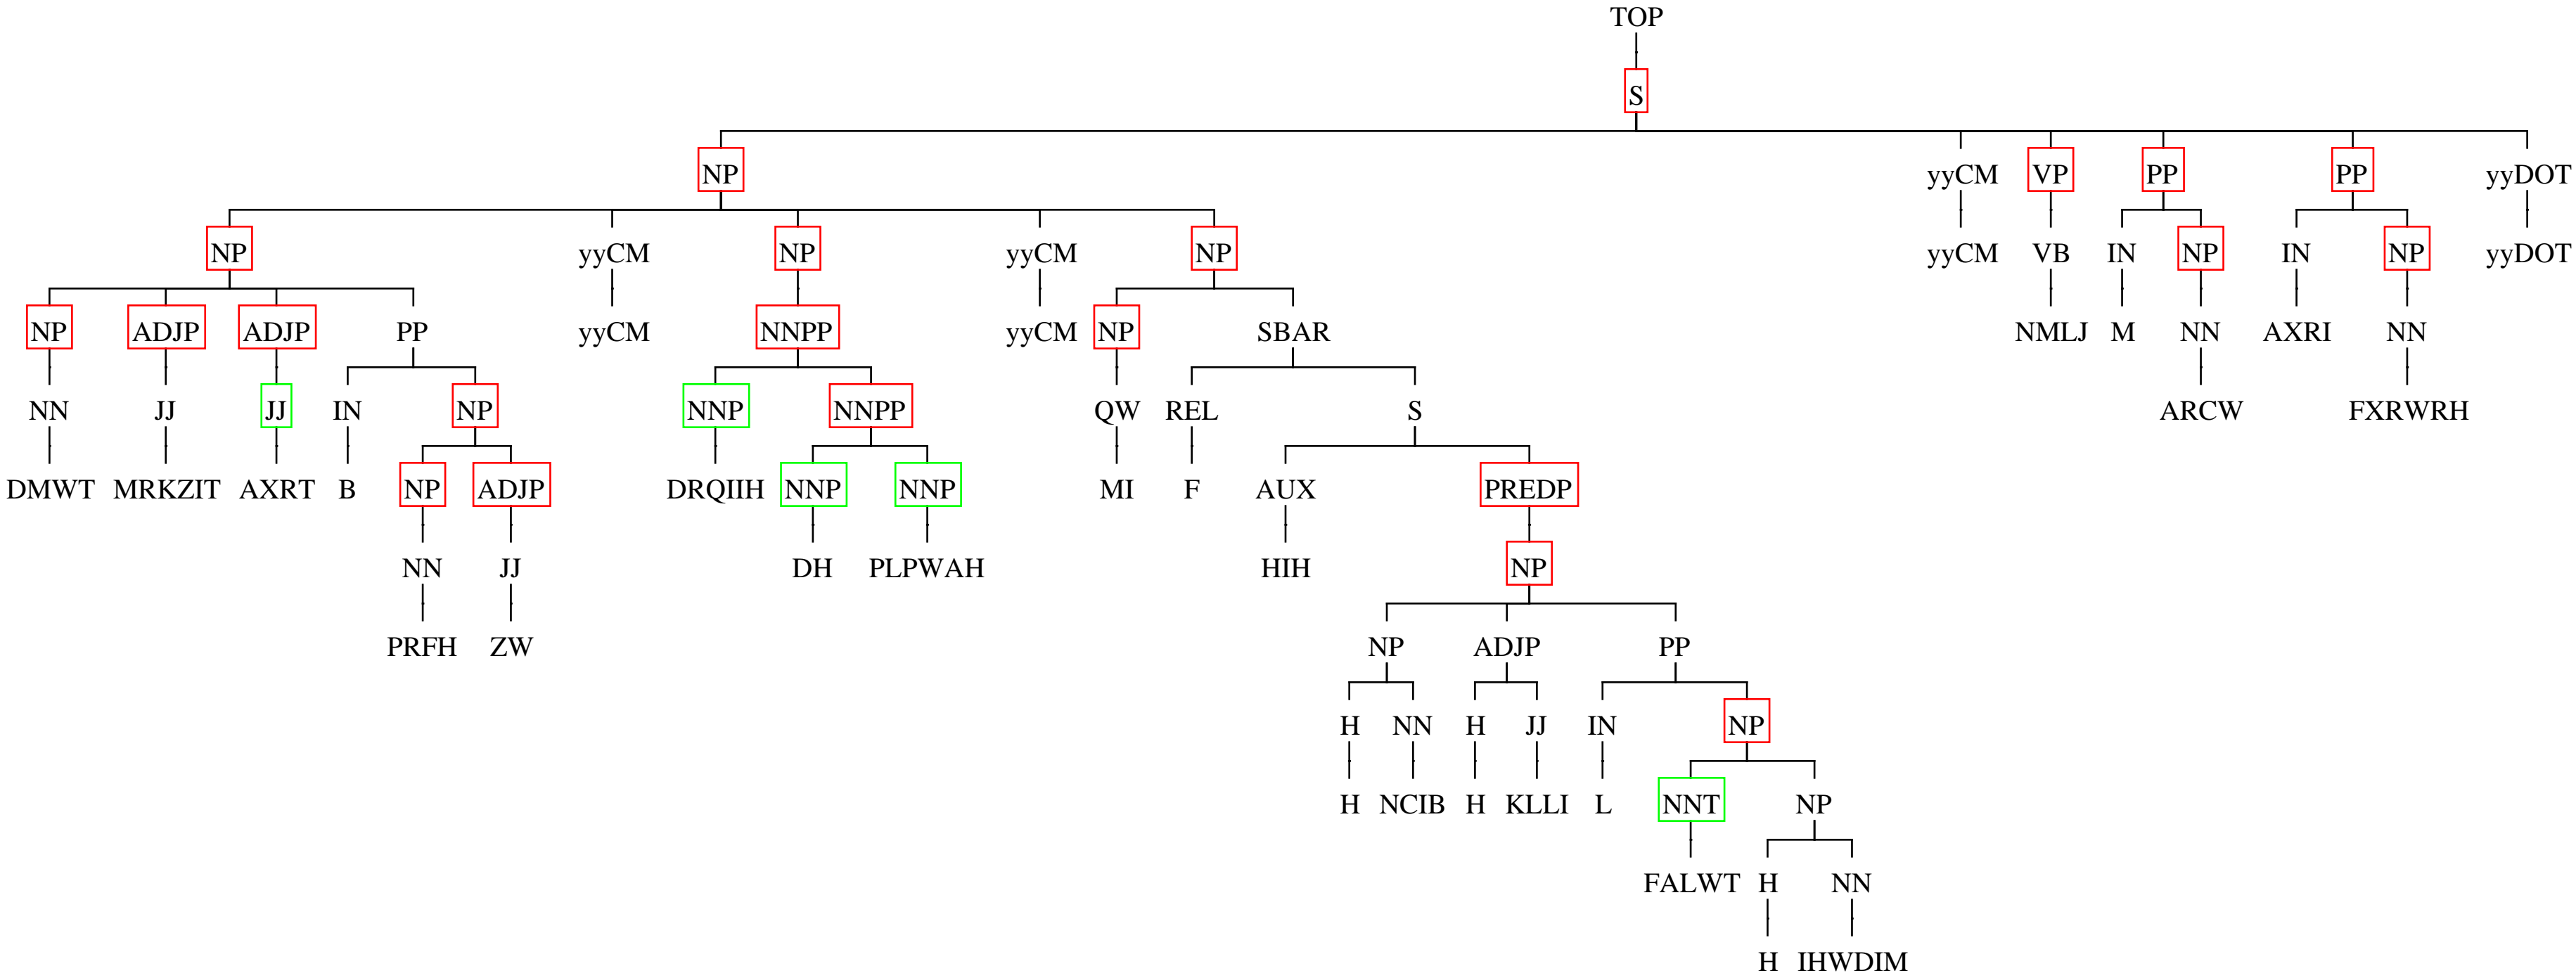 TOP
S
NP yyCM VP PP PP yyDOT
NP yyCM NP yyCM NP yyCM VB IN NP IN NP yyDOT
NP ADJP ADJP PP yyCM NNPP yyCM NP SBAR NMLJ M NN AXRI NN
NN JJ JJ IN NP NNP NNPP QW REL S ARCW FXRWRH
DMWT MRKZIT AXRT B NP ADJP DRQIIH NNP NNP MI F AUX PREDP
NN JJ DH PLPWAH HIH NP
PRFH ZW NP ADJP PP
H NN H JJ IN NP
H NCIB H KLLI L NNT NP
FALWT H NN
H IHWDIM